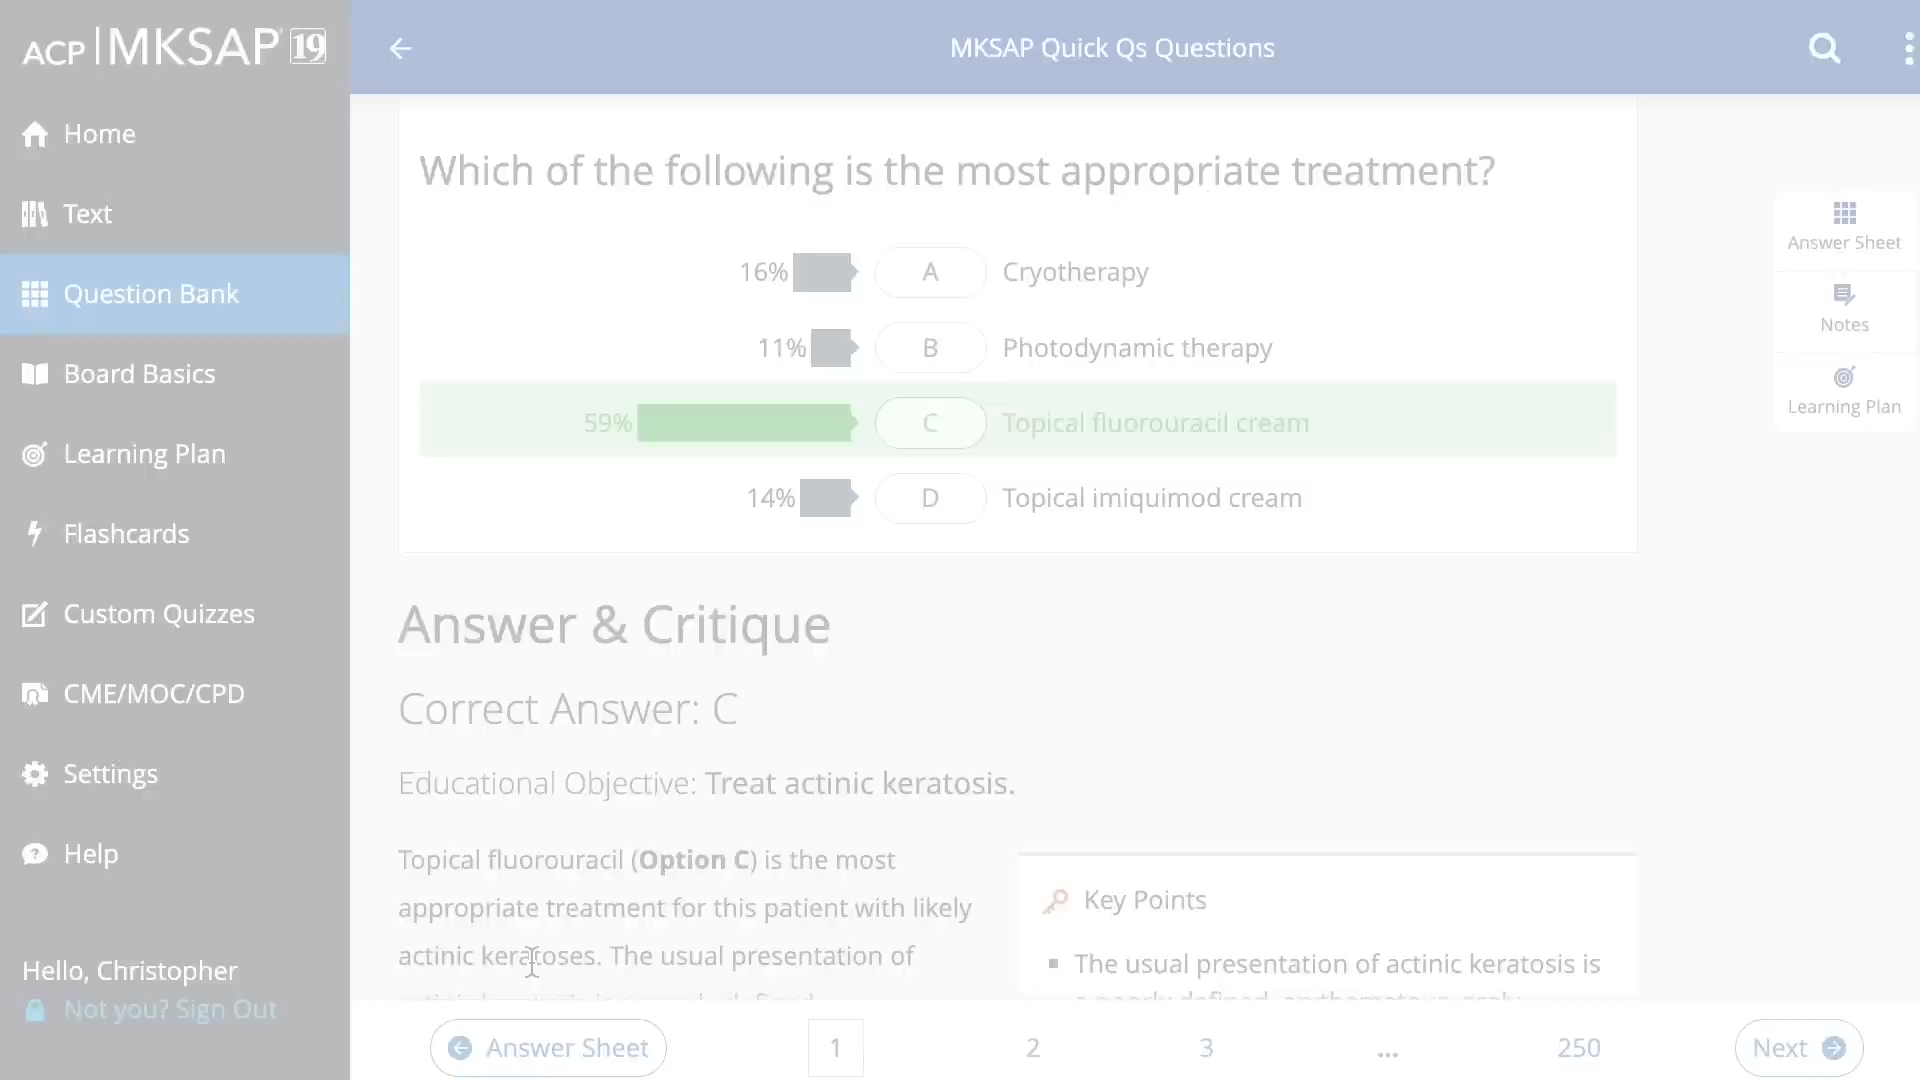 ACP | MKSAP 19
MKSAP Quick Qs Questions
Home
Text
Question Bank
Board Basics
Learning Plan
Flashcards
Custom Quizzes
CME/MOC/CPD
Settings
Help
Hello, Christopher
Not you? Sign Out
Which of the following is the most appropriate treatment?
16% A Cryotherapy
11% B Photodynamic therapy
59% C Topical fluorouracil cream
14% D Topical imiquimod cream
Answer Sheet
Notes
Learning Plan
Answer & Critique
Correct Answer: C
Educational Objective: Treat actinic keratosis.
Topical fluorouracil (Option C) is the most
appropriate treatment for this patient with likely
actinic keratoses. The usual presentation of
Key Points
The usual presentation of actinic keratosis is
Answer Sheet 1 2 3 ... 250 Next